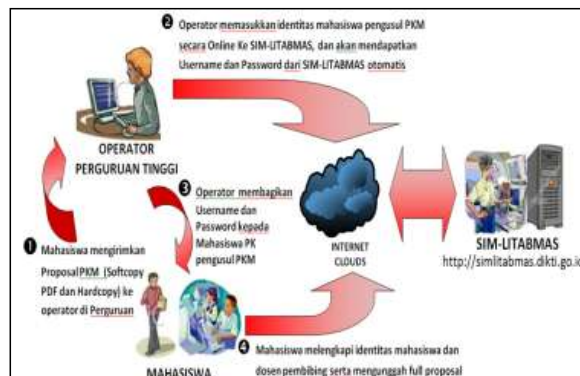 ❷ Operator memasukkan identitas mahasiswa pengusul PKM
secara Online Ke SIM-LITABMAS, dan akan mendapatkan
Username dan Password dari SIM-LITABMAS otomatis
OPERATOR
PERGURUAN TINGGI
❸ Operator membagikan
Username dan
Password kepada
Mahasiswa PK
pengusul PKM
❶ Mahasiswa mengirimkan
Proposal PKM (Softcopy
PDF dan Hardcopy) ke
operator di Perguruan
INTERNET
CLOUDS
SIM-LITABMAS
http://simlitabmas.dikti.go.id
MAHASISWA
❹ Mahasiswa melengkapi identitas mahasiswa dan
dosen pembibing serta mengunggah full proposal